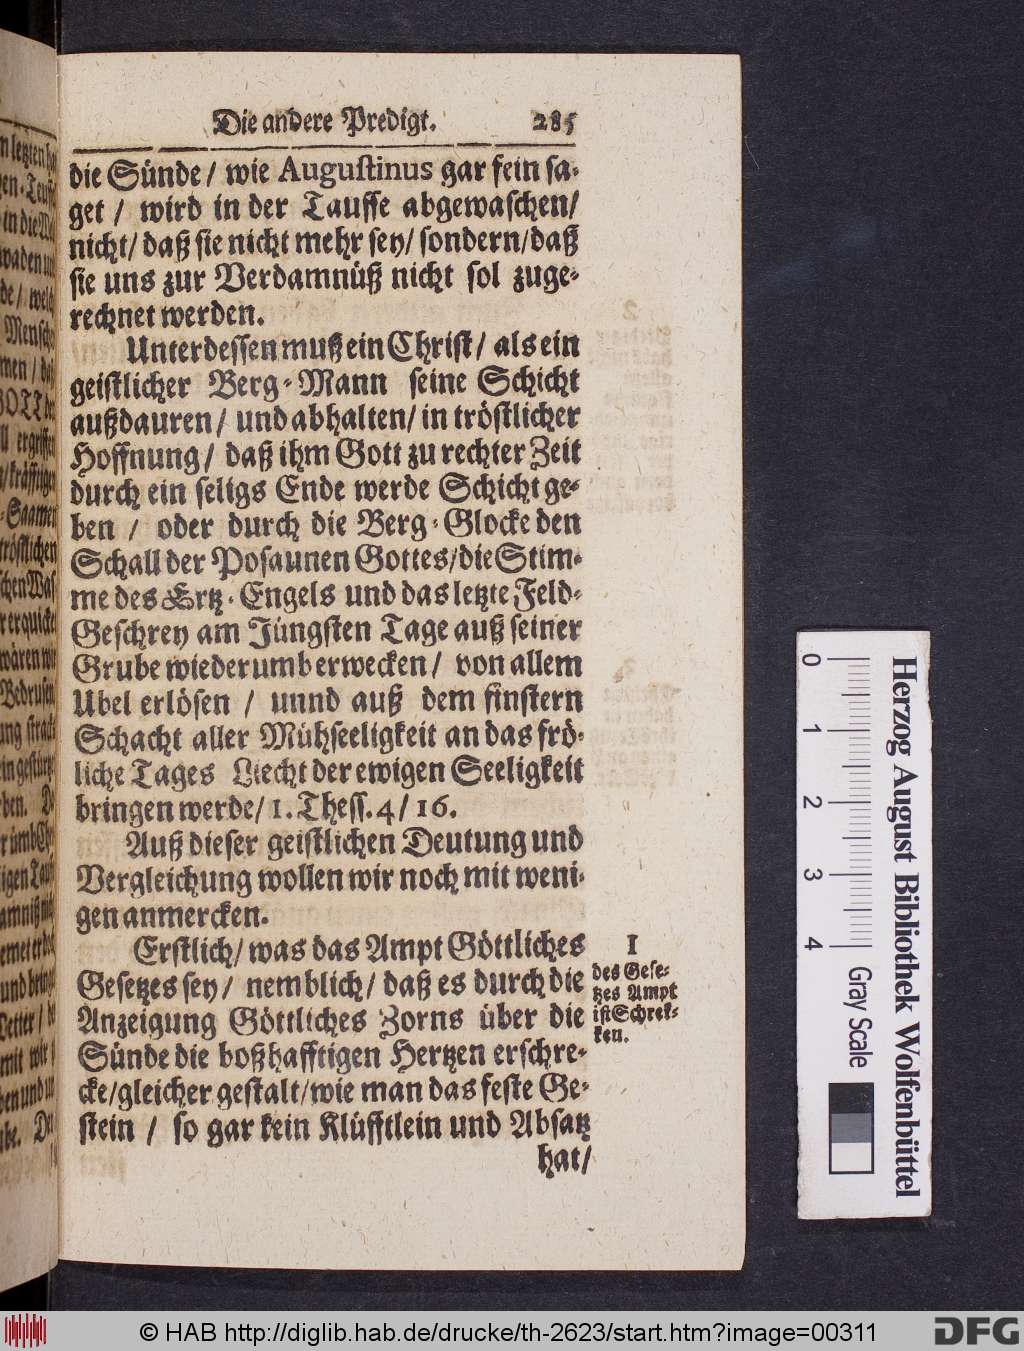 Die andere Predigt. 285
die Sünde / wie Augustinus gar fein sa-
get / wird in der Tauffe abgewaschen/
nicht/ daß sie nicht mehr sey/ sondern/daß
sie uns zur Verdamnüß nicht sol zuge-
rechnet werden.
Unterdessen muß ein Christ/ als ein
geistlicher Berg-Mann seine Schicht
außdauren/ und abhalten/ in tröstlicher
Hoffnung/ daß ihm Gott zu rechter Zeit
durch ein seligs Ende werde Schicht ge-
ben / oder durch die Berg-Glocke den
Schall der Posaunen Gottes/die Stim-
me des Ertz-Engels und das letzte Feld-
Geschrey am Jüngsten Tage auß seiner
Grube wiederumb erwecken/ von allem
Ubel erlösen / unnd auß dem finstern
Schacht aller Mühseeligkeit an das frö-
liche Tages Liecht der ewigen Seeligkeit
bringen werde/ 1. Thess. 4/ 16.
Auß dieser geistlichen Deutung und
Vergleichung wollen wir noch mit weni-
gen anmercken.
Erstlich/ was das Ampt Göttliches
Gesetzes sey/ nemblich/ daß es durch die
Anzeigung Göttliches Zorns über die
Sünde die boßhafftigen Hertzen erschre-
cke/gleicher gestalt/wie man das feste Ge-
stein / so gar kein Klüfftlein und Absatz
hat/
1
des Gese-
tzes Ampt
ist Schrek-
ken.
0
1
2
3
4
Gray Scale
Herzog August Bibliothek Wolfenbüttel
© HAB http://diglib.hab.de/drucke/th-2623/start.htm?image=00311
DFG